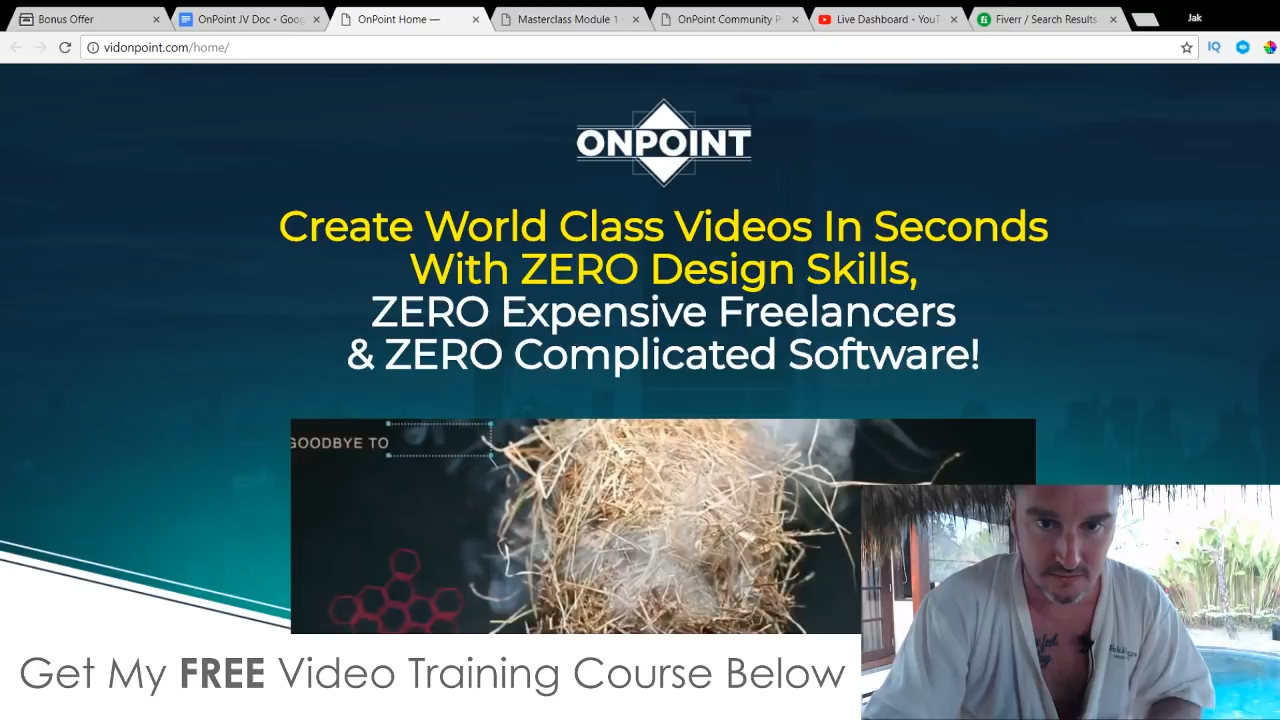 Bonus Offer
OnPoint JV Doc - Goog
OnPoint Home —
Masterclass Module 1 -
OnPoint Community P
Live Dashboard - YouT
Fiverr / Search Results
Jak
vidonpoint.com/home/
IQ
ONPOINT
Create World Class Videos In Seconds
With ZERO Design Skills,
ZERO Expensive Freelancers
& ZERO Complicated Software!
GOODBYE TO
Get My FREE Video Training Course Below